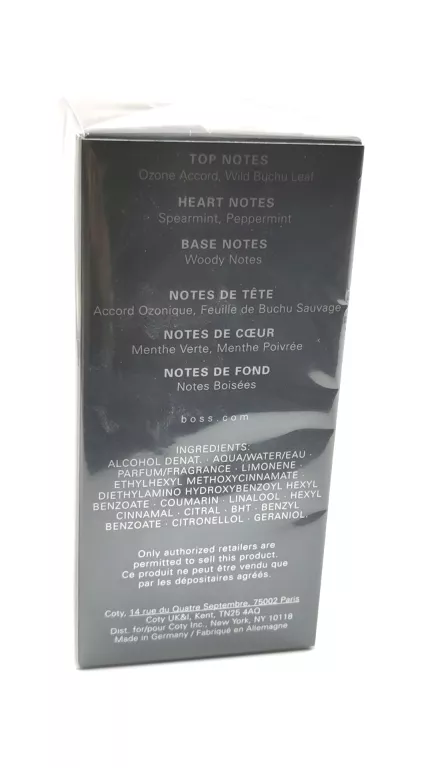 TOP NOTES
Ozone Accord, Wild Buchu Leaf
HEART NOTES
Spearmint, Peppermint
BASE NOTES
Woody Notes
NOTES DE TÊTE
Accord Ozonique, Feuille de Buchu Sauvage
NOTES DE CŒUR
Menthe Verte, Menthe Poivrée
NOTES DE FOND
Notes Boisées
boss.com
INGREDIENTS:
ALCOHOL DENAT. · AQUA/WATER/EAU ·
PARFUM/FRAGRANCE · LIMONENE ·
ETHYLHEXYL METHOXYCINNAMATE ·
DIETHYLAMINO HYDROXYBENZOYL HEXYL
BENZOATE · COUMARIN · LINALOOL · HEXYL
CINNAMAL · CITRAL · BHT · BENZYL
BENZOATE · CITRONELLOL · GERANIOL
Only authorized retailers are
permitted to sell this product.
Ce produit ne peut être vendu que
par les dépositaires agréés.
Coty, 14 rue du Quatre Septembre, 75002 Paris
Coty UK&I, Kent, TN25 4AQ
Dist. for/pour Coty Inc., New York, NY 10118
Made in Germany / Fabriqué en Allemagne